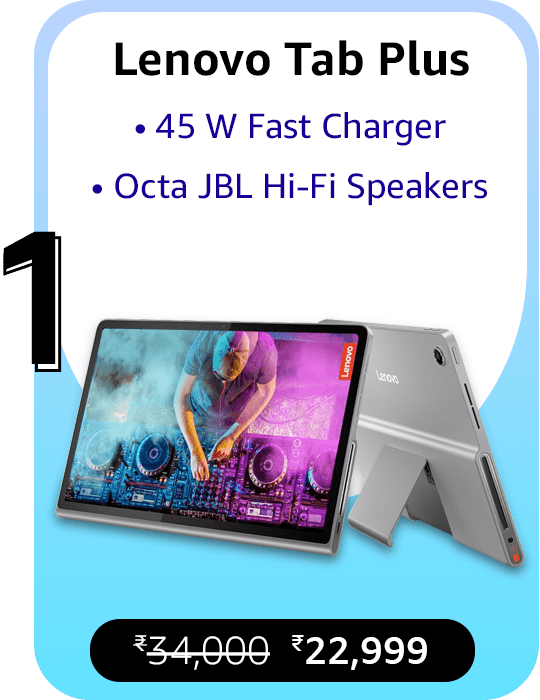 Lenovo Tab Plus
• 45 W Fast Charger
• Octa JBL Hi-Fi Speakers
1
Lenovo
Lenovo
₹34,000 ₹22,999